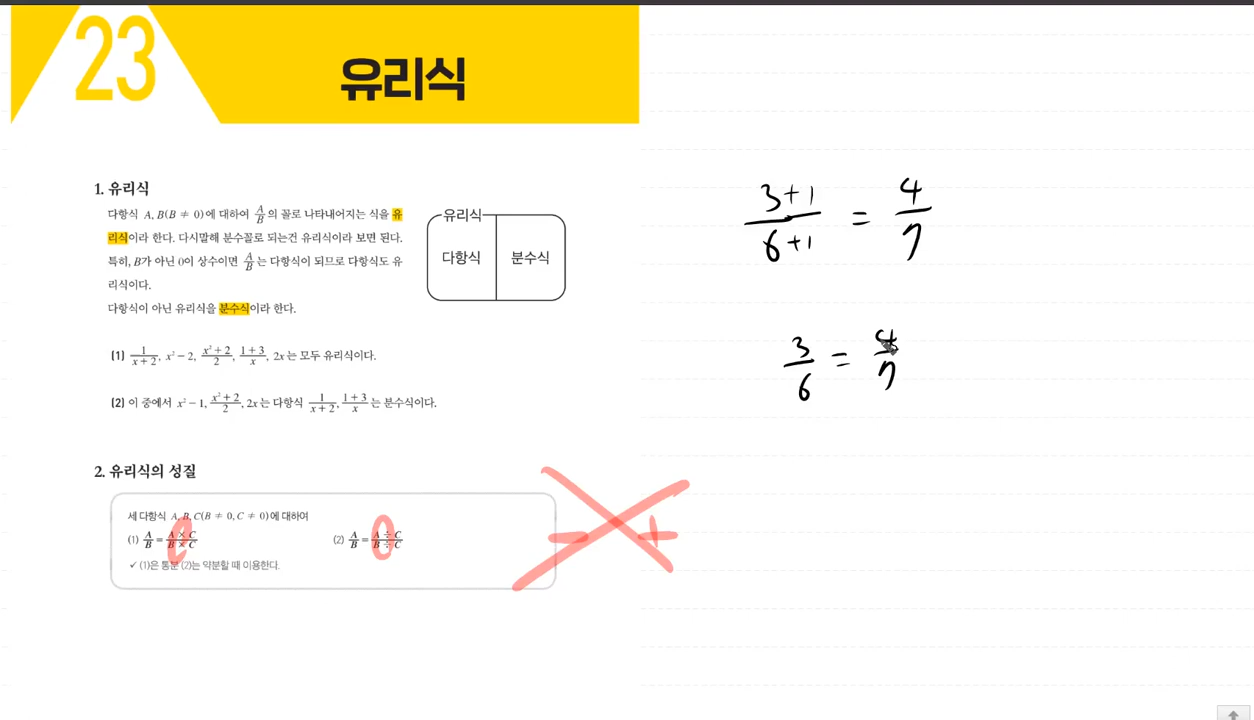 23
유리식
1. 유리식
다항식 A, B(B ≠ 0)에 대하여 A/B의 꼴로 나타내어지는 식을 유
리식이라 한다. 다시말해 분수꼴로 되는건 유리식이라 보면 된다.
특히, B가 아닌 0이 상수이면 A/B는 다항식이 되므로 다항식도 유
리식이다.
다항식이 아닌 유리식을 분수식이라 한다.
유리식
다항식 분수식
(1) 1/(x+2), x²−2, (x²+2)/2, (1+3)/x, 2x는 모두 유리식이다.
(2) 이 중에서 x²−1, (x²+2)/2, 2x는 다항식 1/(x+2), (1+3)/x는 분수식이다.
2. 유리식의 성질
세 다항식 A, B, C(B ≠ 0, C ≠ 0)에 대하여
(1) A/B = (A × C)/(B × C) (2) A/B = (A ÷ C)/(B ÷ C)
✓ (1)은 통분 (2)는 약분할 때 이용한다.
− +
(3+1)/(6+1) = 4/7
3/6 = 4/7